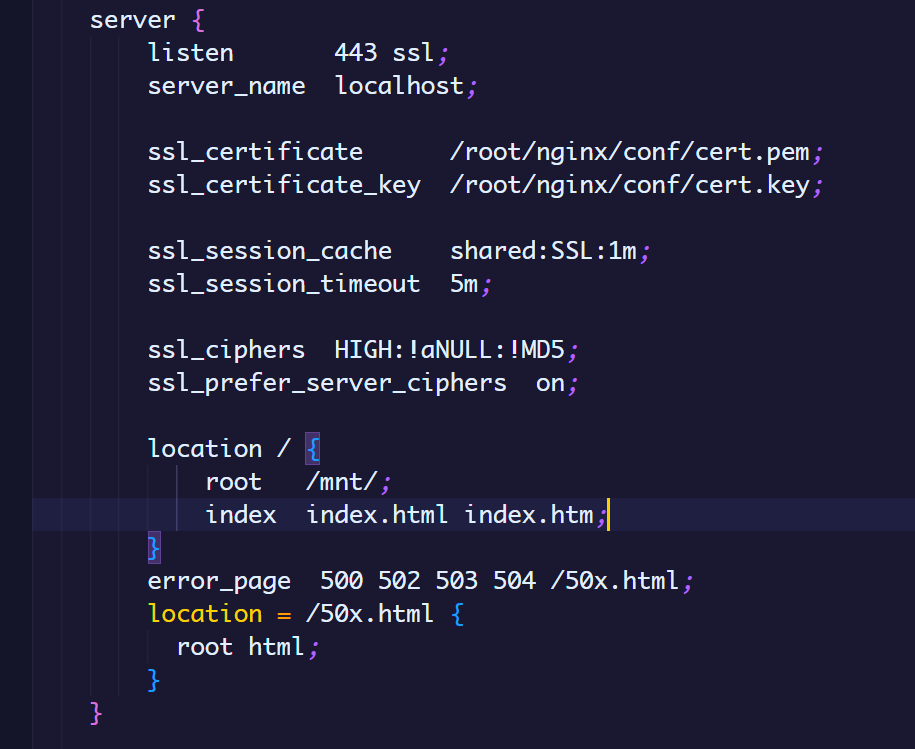 server {
listen       443 ssl;
server_name  localhost;
ssl_certificate      /root/nginx/conf/cert.pem;
ssl_certificate_key  /root/nginx/conf/cert.key;
ssl_session_cache    shared:SSL:1m;
ssl_session_timeout  5m;
ssl_ciphers  HIGH:!aNULL:!MD5;
ssl_prefer_server_ciphers  on;
location / {
root   /mnt/;
index  index.html index.htm;
}
error_page  500 502 503 504 /50x.html;
location = /50x.html {
root html;
}
}